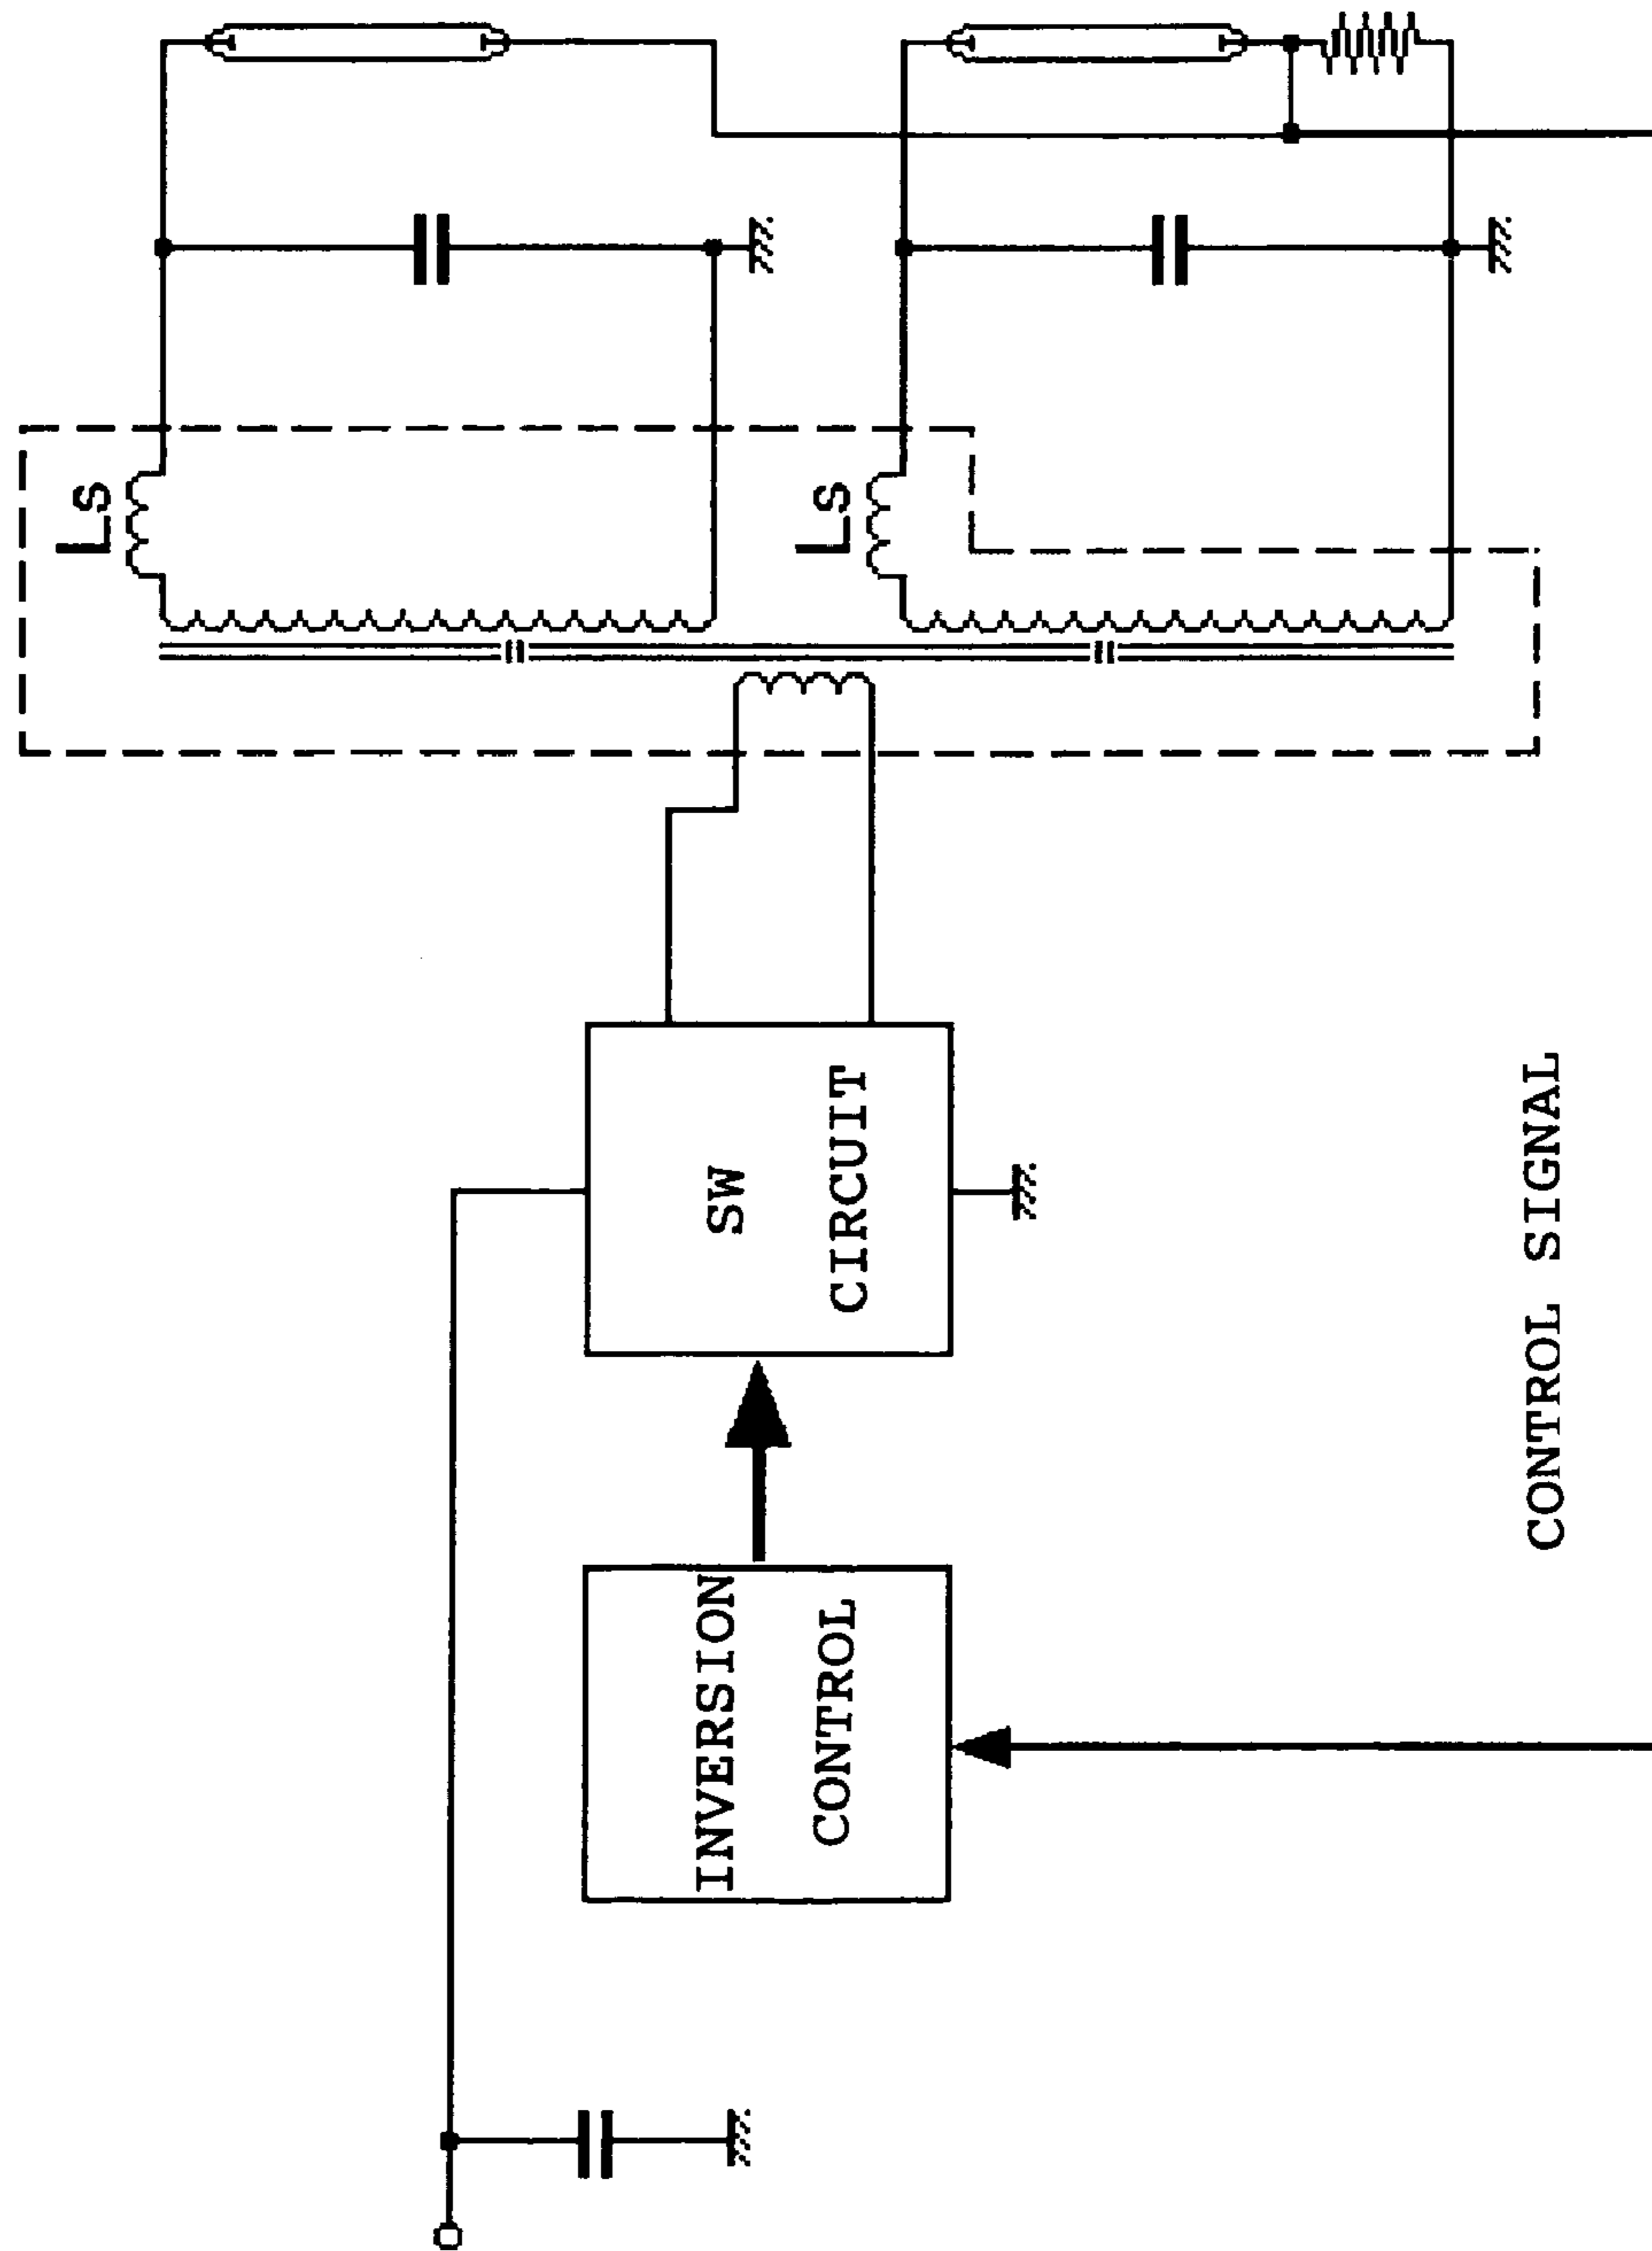 Ls
Ls
SW
CIRCUIT
INVERSION
CONTROL
CONTROL SIGNAL